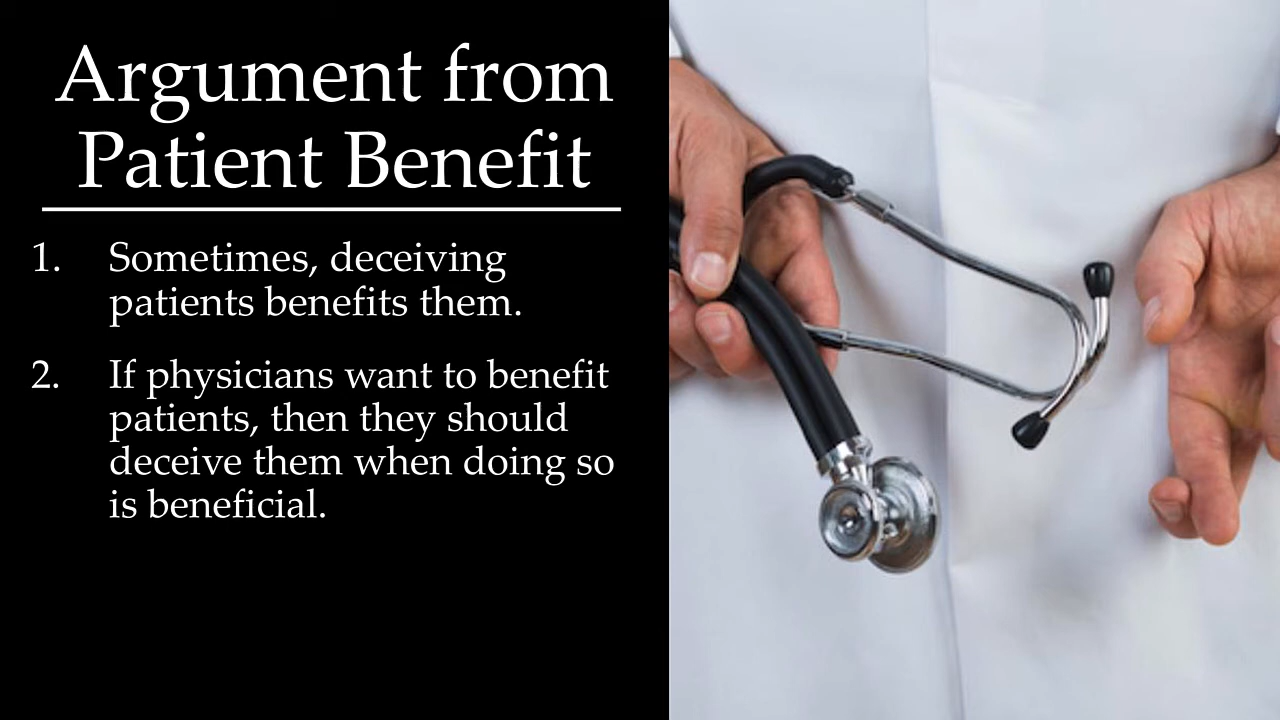 Argument from
Patient Benefit
1. Sometimes, deceiving
patients benefits them.
2. If physicians want to benefit
patients, then they should
deceive them when doing so
is beneficial.